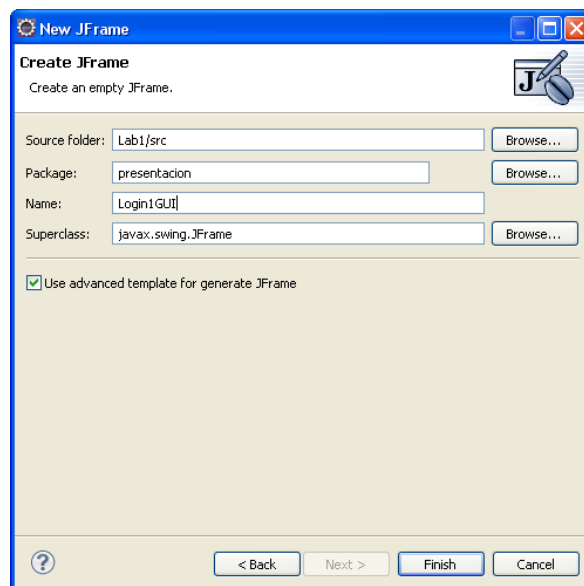 New JFrame
Create JFrame
Create an empty JFrame.
J
Source folder: Lab1/src Browse...
Package: presentacion Browse...
Name: Login1GUI
Superclass: javax.swing.JFrame Browse...
Use advanced template for generate JFrame
? < Back Next > Finish Cancel